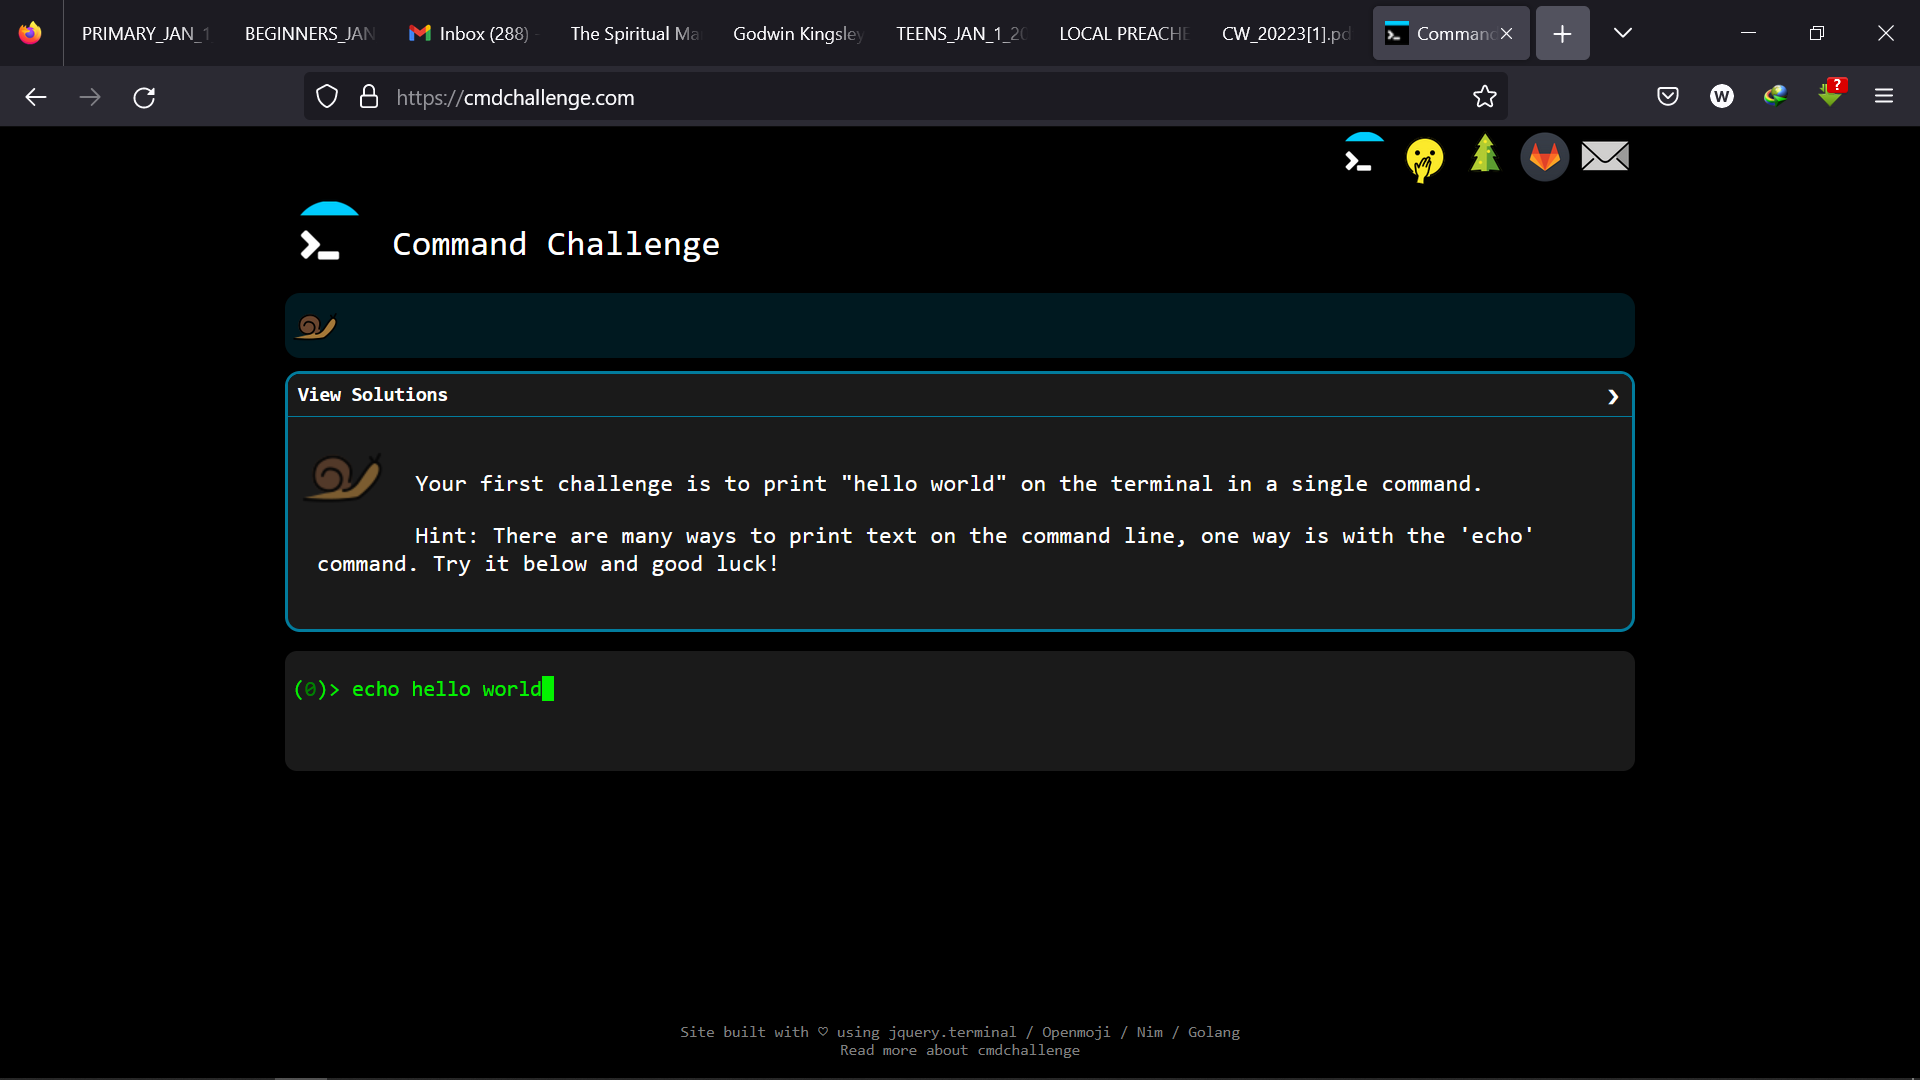 PRIMARY_JAN_1
BEGINNERS_JAN
Inbox (288) -
The Spiritual Ma
Godwin Kingsley
TEENS_JAN_1_20
LOCAL PREACHE
CW_20223[1].pd
Command
https://cmdchallenge.com
W
?
Command Challenge
View Solutions
Your first challenge is to print "hello world" on the terminal in a single command.
Hint: There are many ways to print text on the command line, one way is with the 'echo'
command. Try it below and good luck!
(0)> echo hello world
Site built with ♡ using jquery.terminal / Openmoji / Nim / Golang
Read more about cmdchallenge